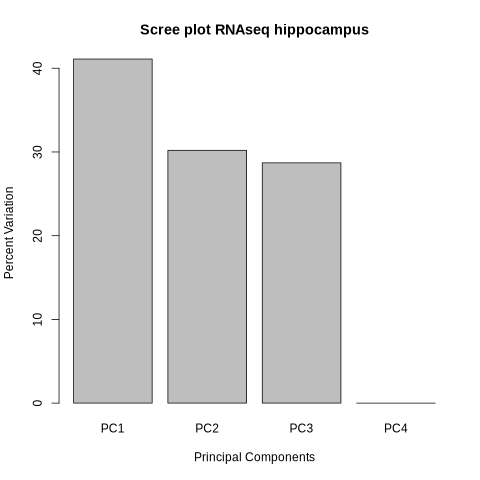 Scree plot RNAseq hippocampus
Percent Variation
40
30
20
10
0
PC1 PC2 PC3 PC4
Principal Components